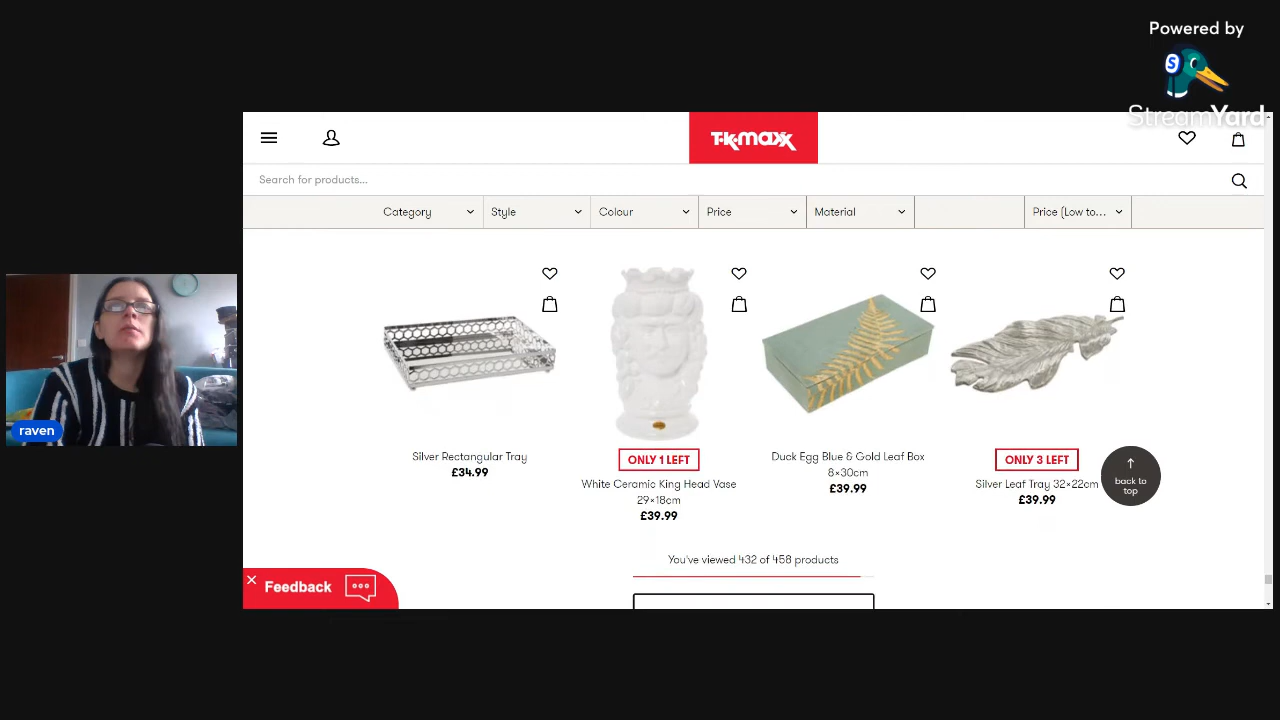 Powered by
S
StreamYard
T·K·maxx
Search for products...
Category
Style
Colour
Price
Material
Price (Low to...
Silver Rectangular Tray
£34.99
ONLY 1 LEFT
White Ceramic King Head Vase
29×18cm
£39.99
Duck Egg Blue & Gold Leaf Box
8×30cm
£39.99
ONLY 3 LEFT
Silver Leaf Tray 32×22cm
£39.99
back to
top
raven
You've viewed 432 of 458 products
Feedback